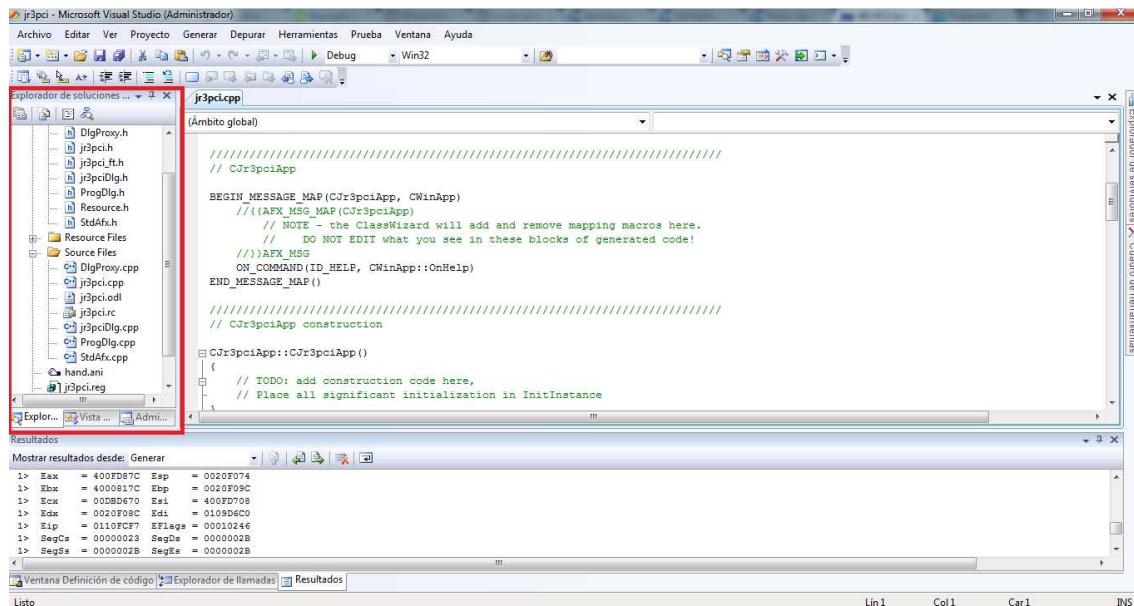 jr3pci - Microsoft Visual Studio (Administrador)
Archivo Editar Ver Proyecto Generar Depurar Herramientas Prueba Ventana Ayuda
Debug Win32
Explorador de soluciones ...
jr3pci.cpp
(Ámbito global)
DlgProxy.h
jr3pci.h
jr3pci_ft.h
jr3pciDlg.h
ProgDlg.h
Resource.h
StdAfx.h
Resource Files
Source Files
DlgProxy.cpp
jr3pci.cpp
jr3pci.odl
jr3pci.rc
jr3pciDlg.cpp
ProgDlg.cpp
StdAfx.cpp
hand.ani
jr3pci.reg
Explor... Vista ... Admi...
//////////////////////////////////////////////////////////////////////////////
// CJr3pciApp
BEGIN_MESSAGE_MAP(CJr3pciApp, CWinApp)
//{{AFX_MSG_MAP(CJr3pciApp)
// NOTE - the ClassWizard will add and remove mapping macros here.
// DO NOT EDIT what you see in these blocks of generated code!
//}}AFX_MSG
ON_COMMAND(ID_HELP, CWinApp::OnHelp)
END_MESSAGE_MAP()
//////////////////////////////////////////////////////////////////////////////
// CJr3pciApp construction
CJr3pciApp::CJr3pciApp()
{
// TODO: add construction code here,
// Place all significant initialization in InitInstance
Explorador de servidores
Cuadro de herramientas
Resultados
Mostrar resultados desde: Generar
1> Eax = 400FD87C Esp = 0020F074
1> Ebx = 4000817C Ebp = 0020F09C
1> Ecx = 00DBD670 Esi = 400FD708
1> Edx = 0020F08C Edi = 0109D6C0
1> Eip = 0110FCF7 EFlags = 00010246
1> SegCs = 00000023 SegDs = 0000002B
1> SegSs = 0000002B SegEs = 0000002B
Ventana Definición de código Explorador de llamadas Resultados
Listo Lín 1 Col 1 Car 1 INS